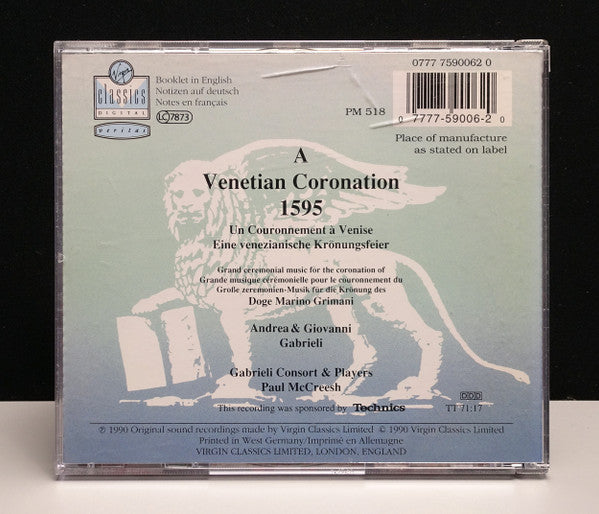 Virgin
classics
DIGITAL
veritas
Booklet in English
Notizen auf deutsch
Notes en français
LC 7873
PM 518
0777 7590062 0
0 7777-59006-2 0
Place of manufacture
as stated on label
A
Venetian Coronation
1595
Un Couronnement à Venise
Eine venezianische Krönungsfeier
Grand ceremonial music for the coronation of
Grande musique cérémonielle pour le couronnement du
Große zeremonien-Musik für die Krönung des
Doge Marino Grimani
Andrea & Giovanni
Gabrieli
Gabrieli Consort & Players
Paul McCreesh
This recording was sponsored by Technics
DDD
TT 71:17
℗ 1990 Original sound recordings made by Virgin Classics Limited © 1990 Virgin Classics Limited
Printed in West Germany/Imprimé en Allemagne
VIRGIN CLASSICS LIMITED, LONDON, ENGLAND